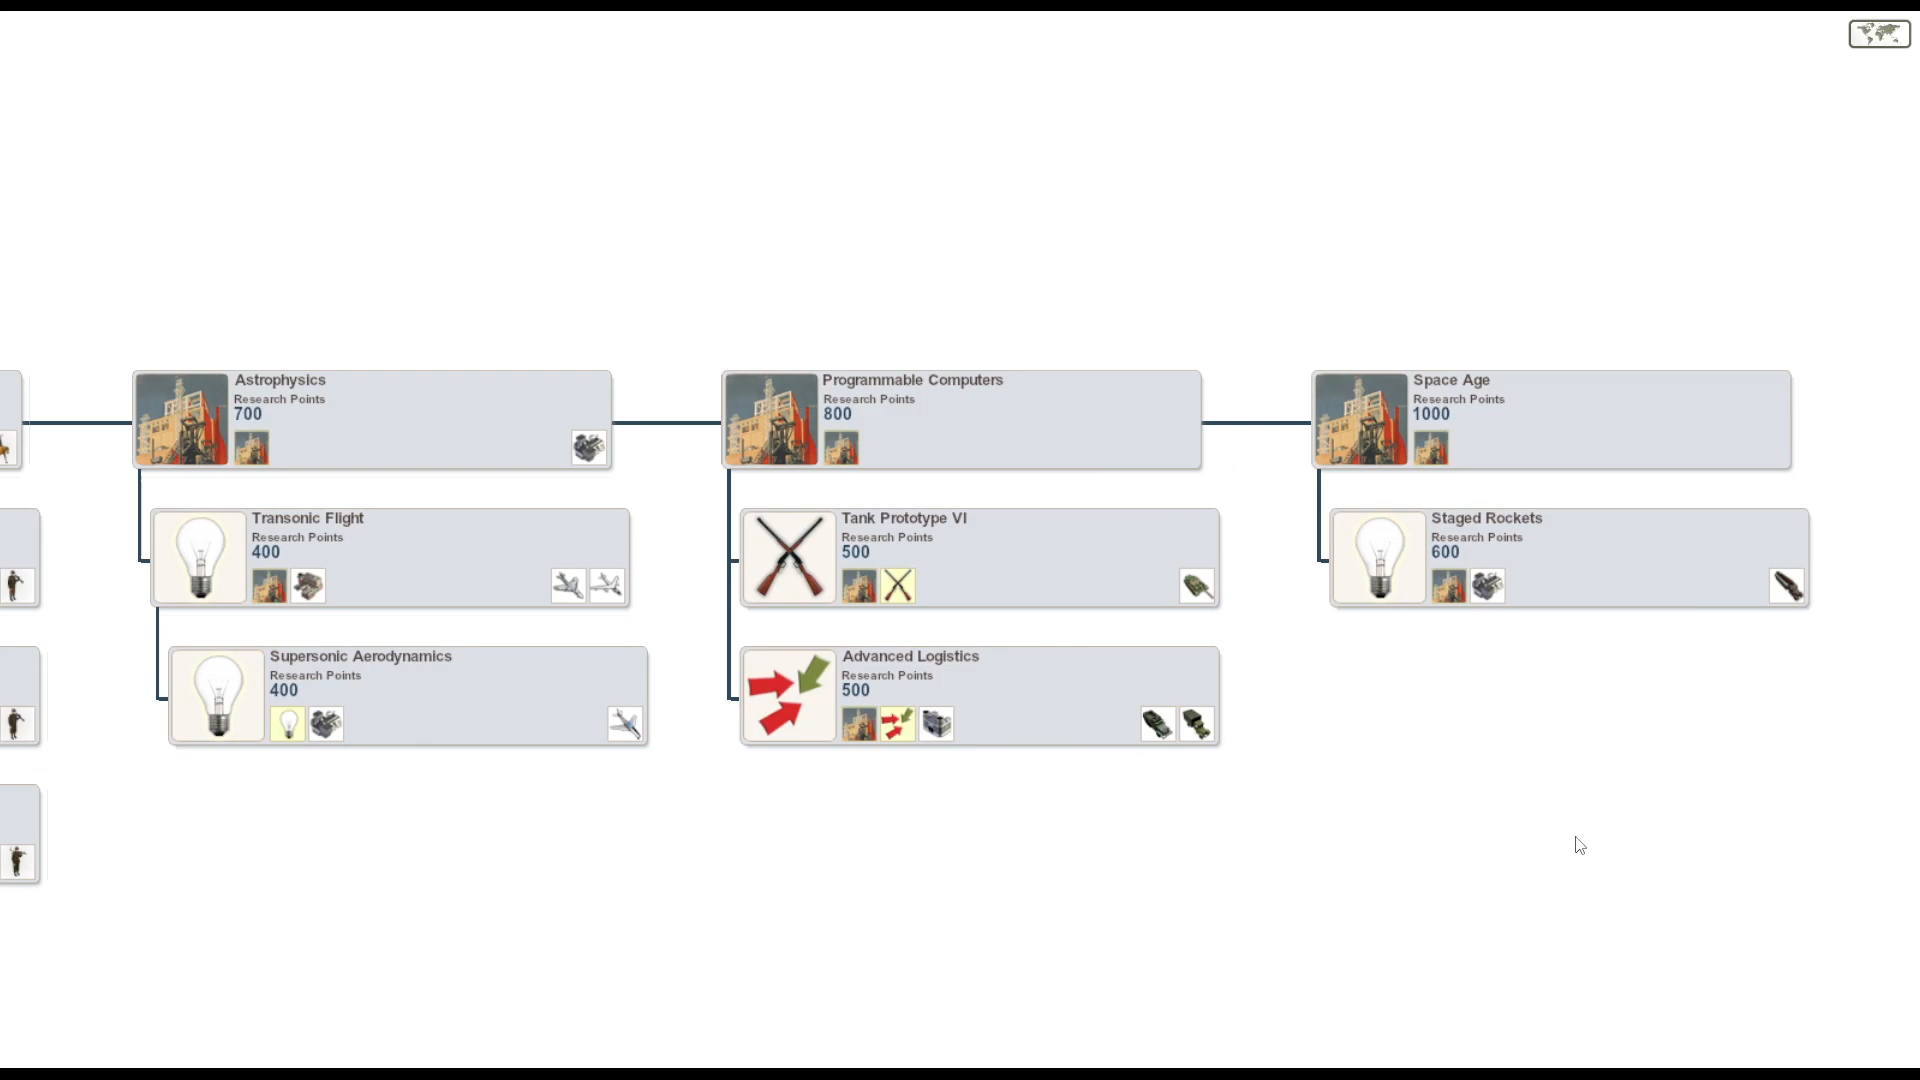 Astrophysics
Research Points
700
Programmable Computers
Research Points
800
Space Age
Research Points
1000
Transonic Flight
Research Points
400
Tank Prototype VI
Research Points
500
Staged Rockets
Research Points
600
Supersonic Aerodynamics
Research Points
400
Advanced Logistics
Research Points
500